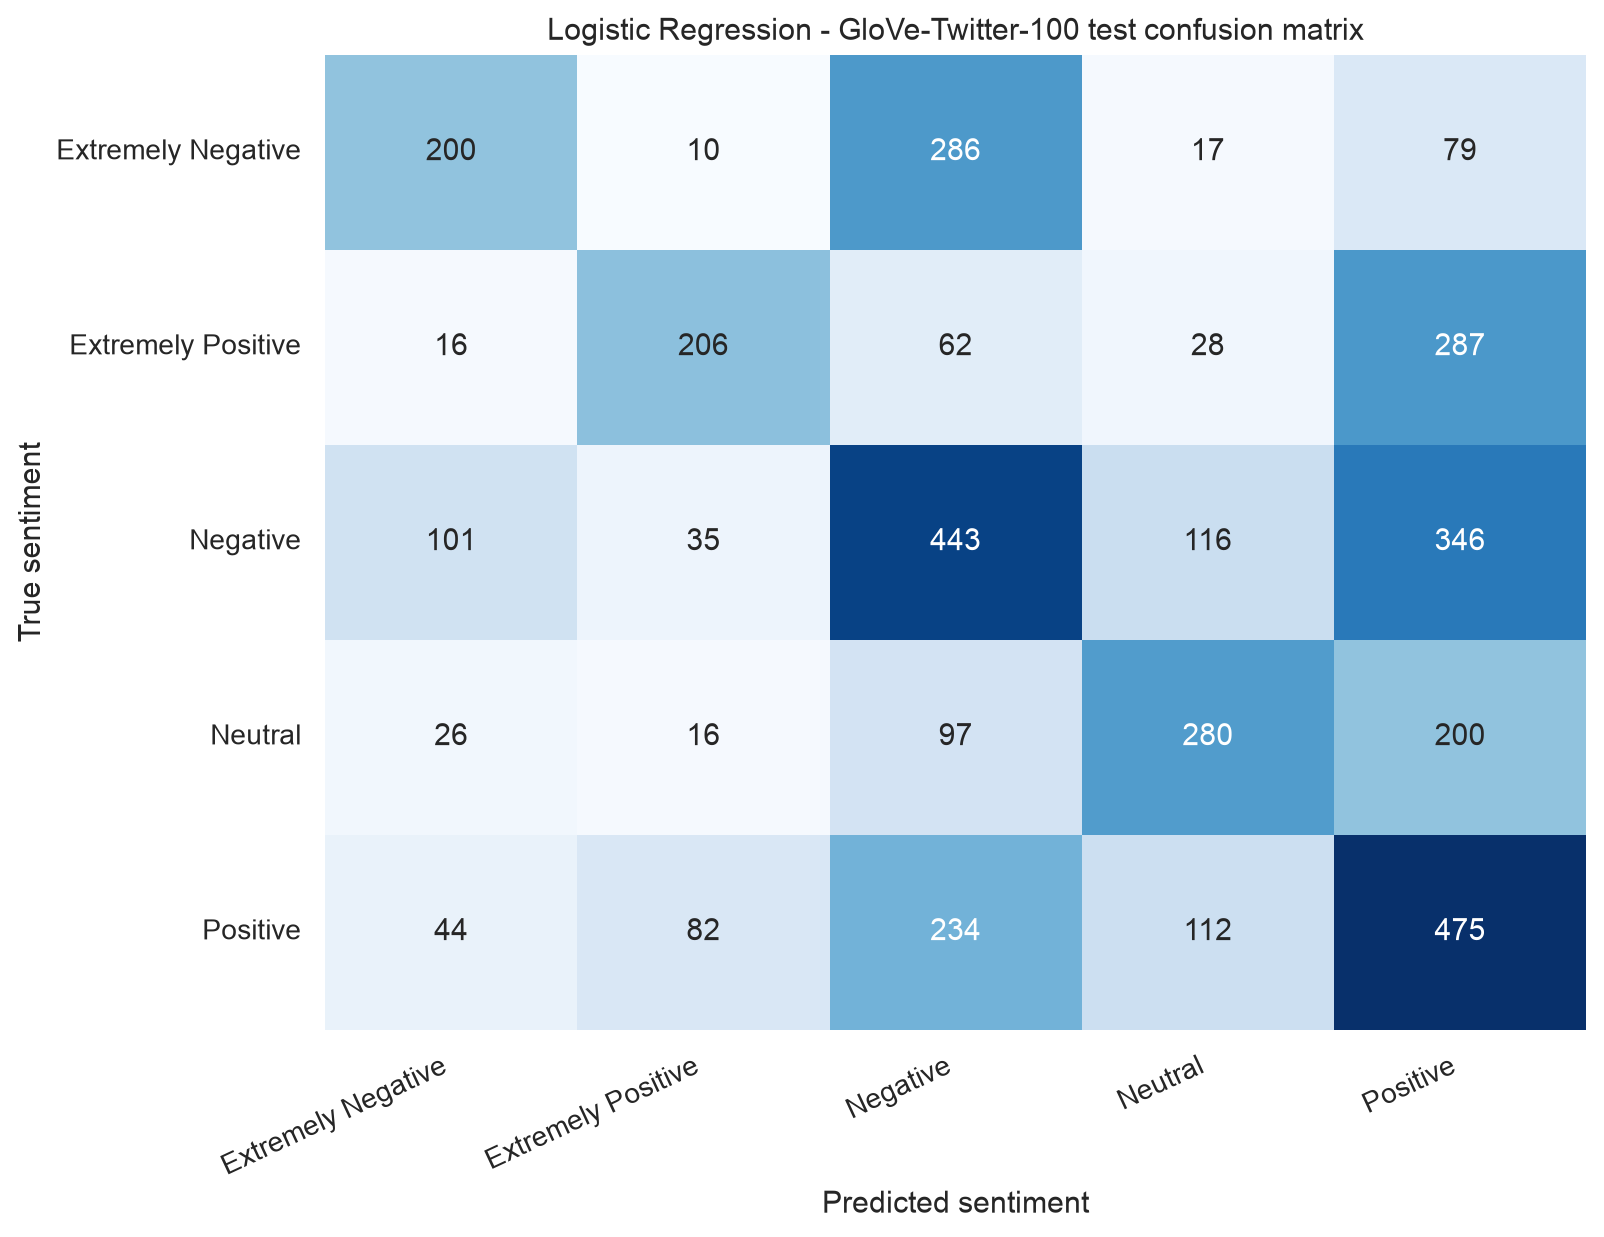 Logistic Regression - GloVe-Twitter-100 test confusion matrix
True sentiment
Extremely Negative 200 10 286 17 79
Extremely Positive 16 206 62 28 287
Negative 101 35 443 116 346
Neutral 26 16 97 280 200
Positive 44 82 234 112 475
Extremely Negative Extremely Positive Negative Neutral Positive
Predicted sentiment